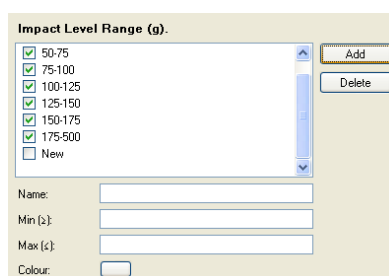 Impact Level Range (g).
50-75
75-100
100-125
125-150
150-175
175-500
New
Add
Delete
Name:
Min (≥):
Max (≤):
Colour: